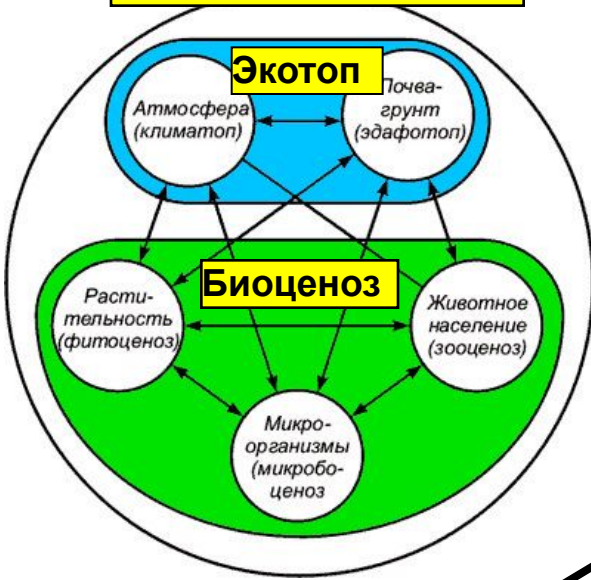 Экотоп
Атмосфера
(климатоп)
Почва-
грунт
(эдафотоп)
Биоценоз
Расти-
тельность
(фитоценоз)
Животное
население
(зооценоз)
Микро-
организмы
(микробо-
ценоз